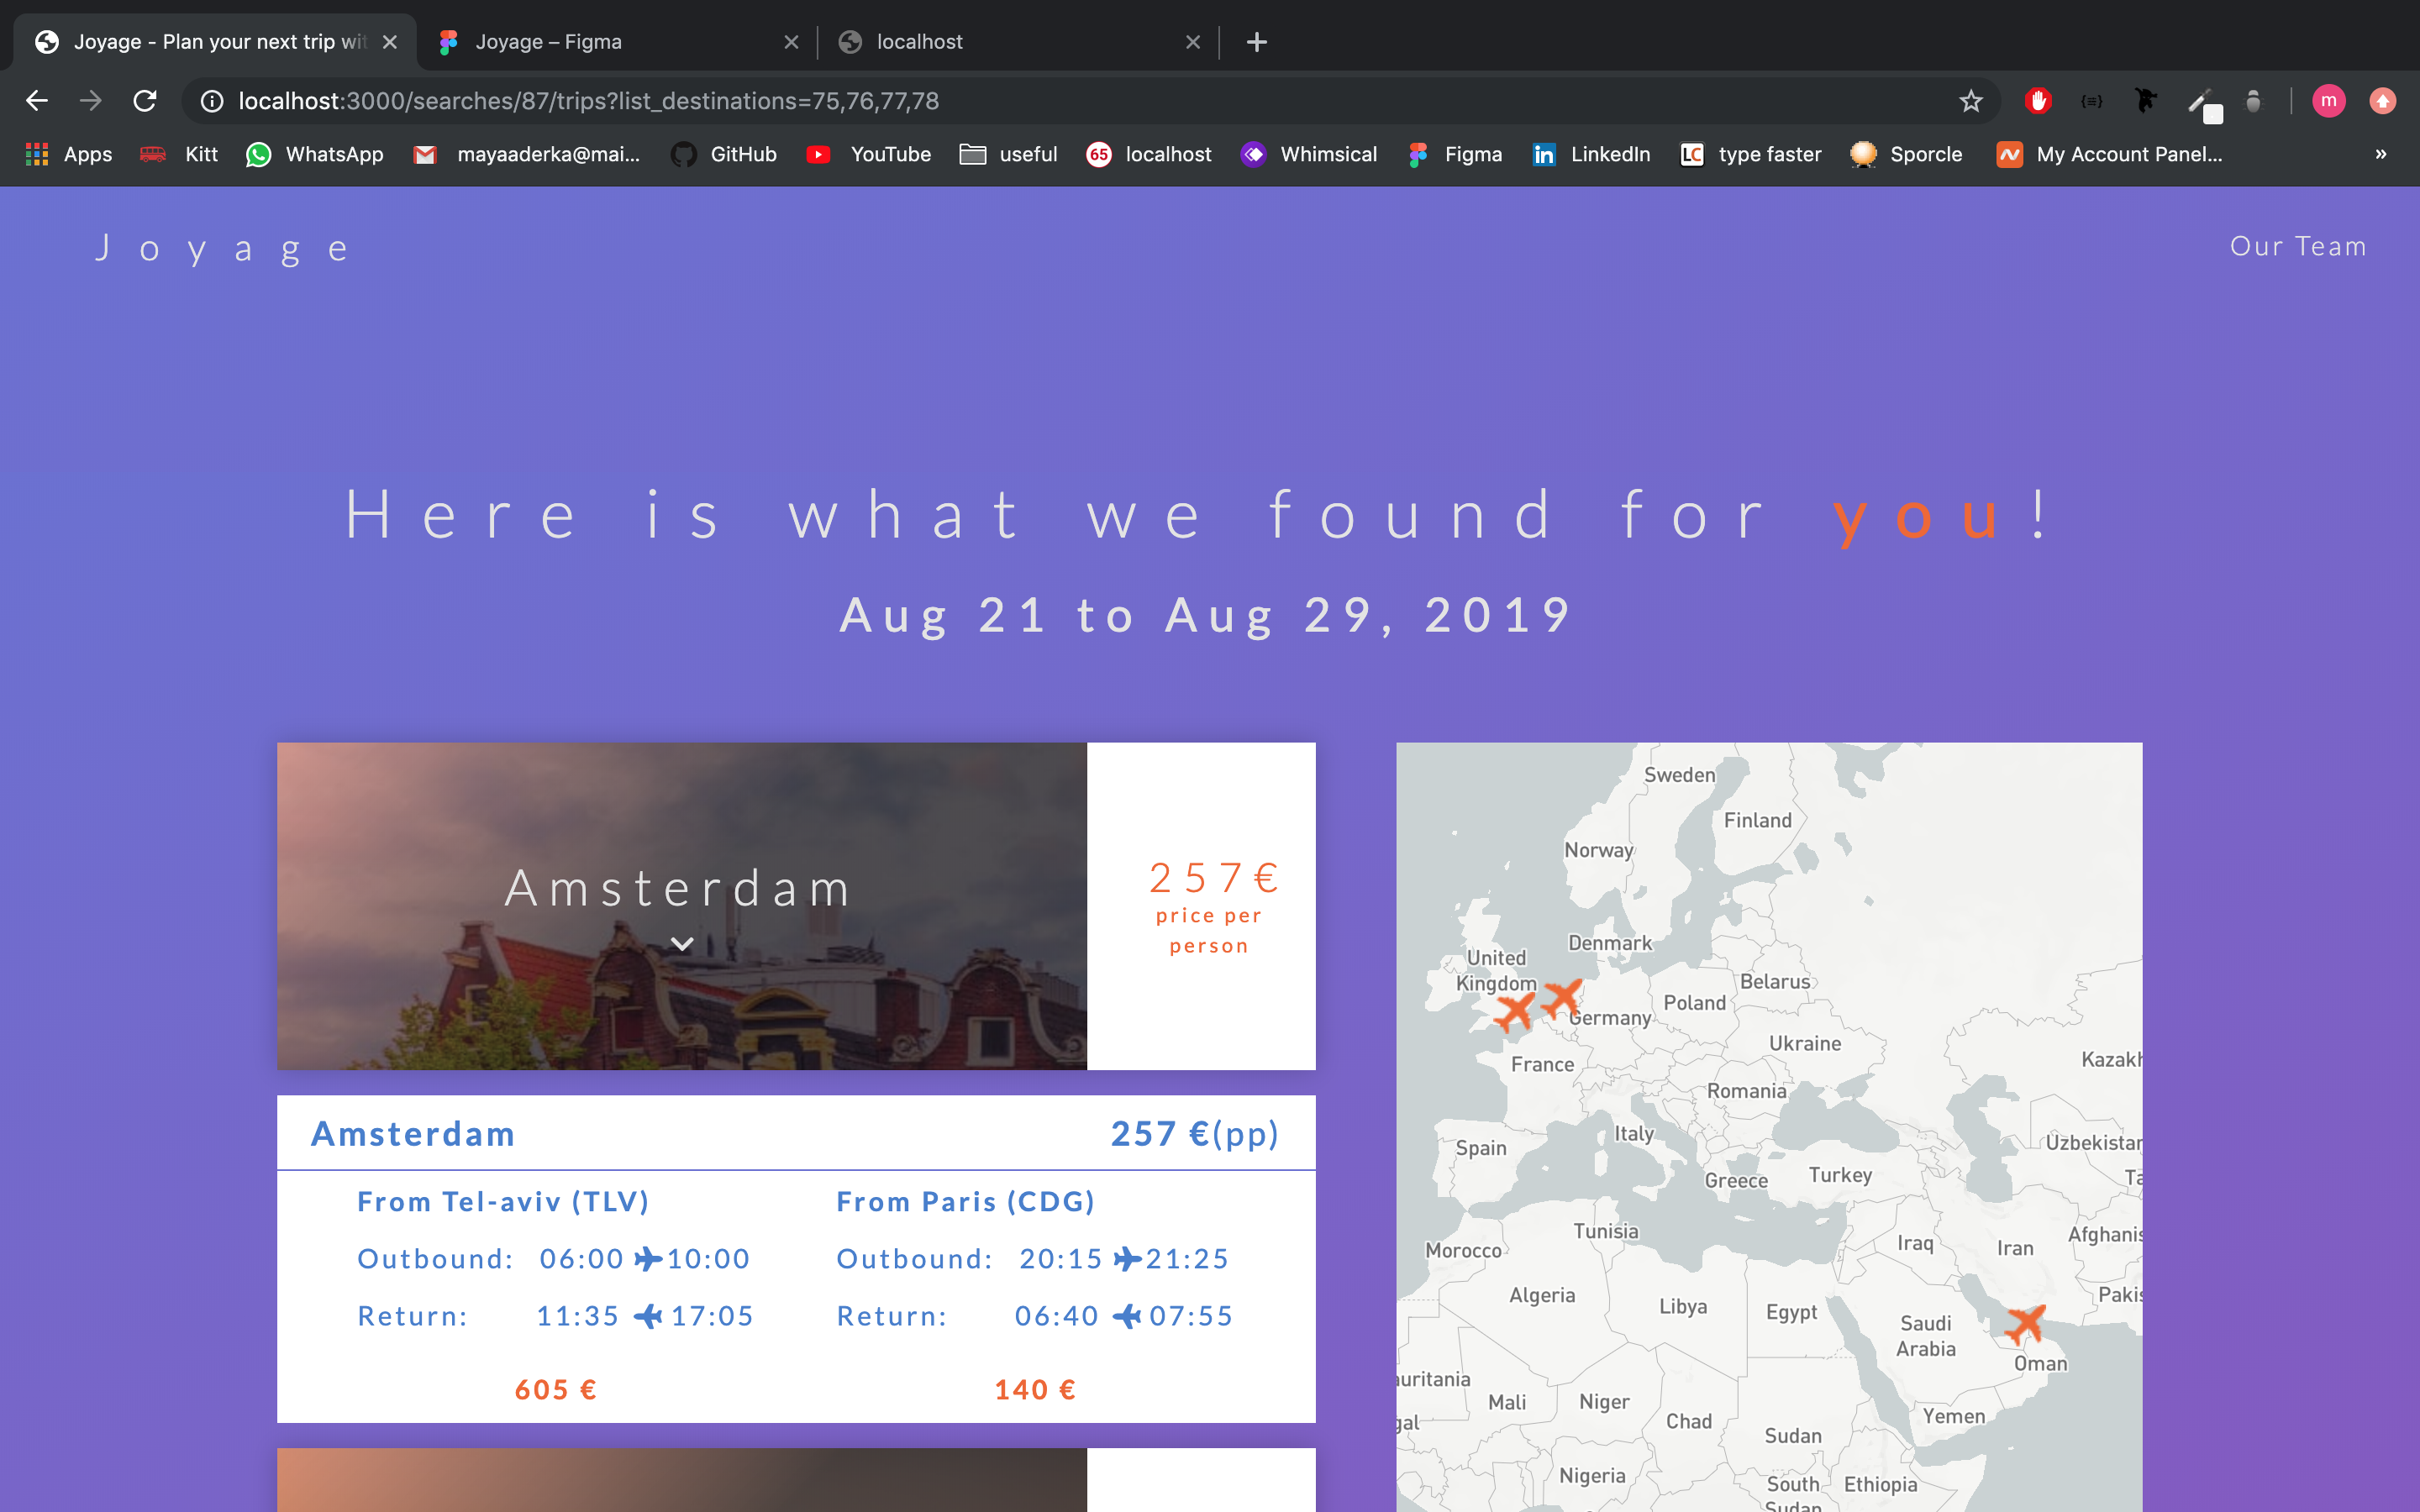 Joyage - Plan your next trip wit
Joyage – Figma
localhost
localhost:3000/searches/87/trips?list_destinations=75,76,77,78
m
Apps
Kitt
WhatsApp
mayaaderka@mai...
GitHub
YouTube
useful
65
localhost
Whimsical
Figma
in
LinkedIn
LC
type faster
Sporcle
My Account Panel...
»
Joyage
Our Team
Here is what we found for you!
Aug 21 to Aug 29, 2019
Amsterdam
257€
price per
person
Amsterdam
257 €(pp)
From Tel-aviv (TLV)
Outbound: 06:00 10:00
Return: 11:35 17:05
605 €
From Paris (CDG)
Outbound: 20:15 21:25
Return: 06:40 07:55
140 €
Sweden
Finland
Norway
Denmark
United
Kingdom
Belarus
Poland
Germany
Ukraine
France
Kazakh
Romania
Italy
Uzbekistan
Spain
Turkey
Greece
Ta
Tunisia
Afghanis
Morocco
Iraq
Iran
Algeria
Pakis
Libya
Egypt
Saudi
Arabia
Oman
auritania
Mali
Niger
Chad
Yemen
gal
Sudan
Nigeria
South
Sudan
Ethiopia